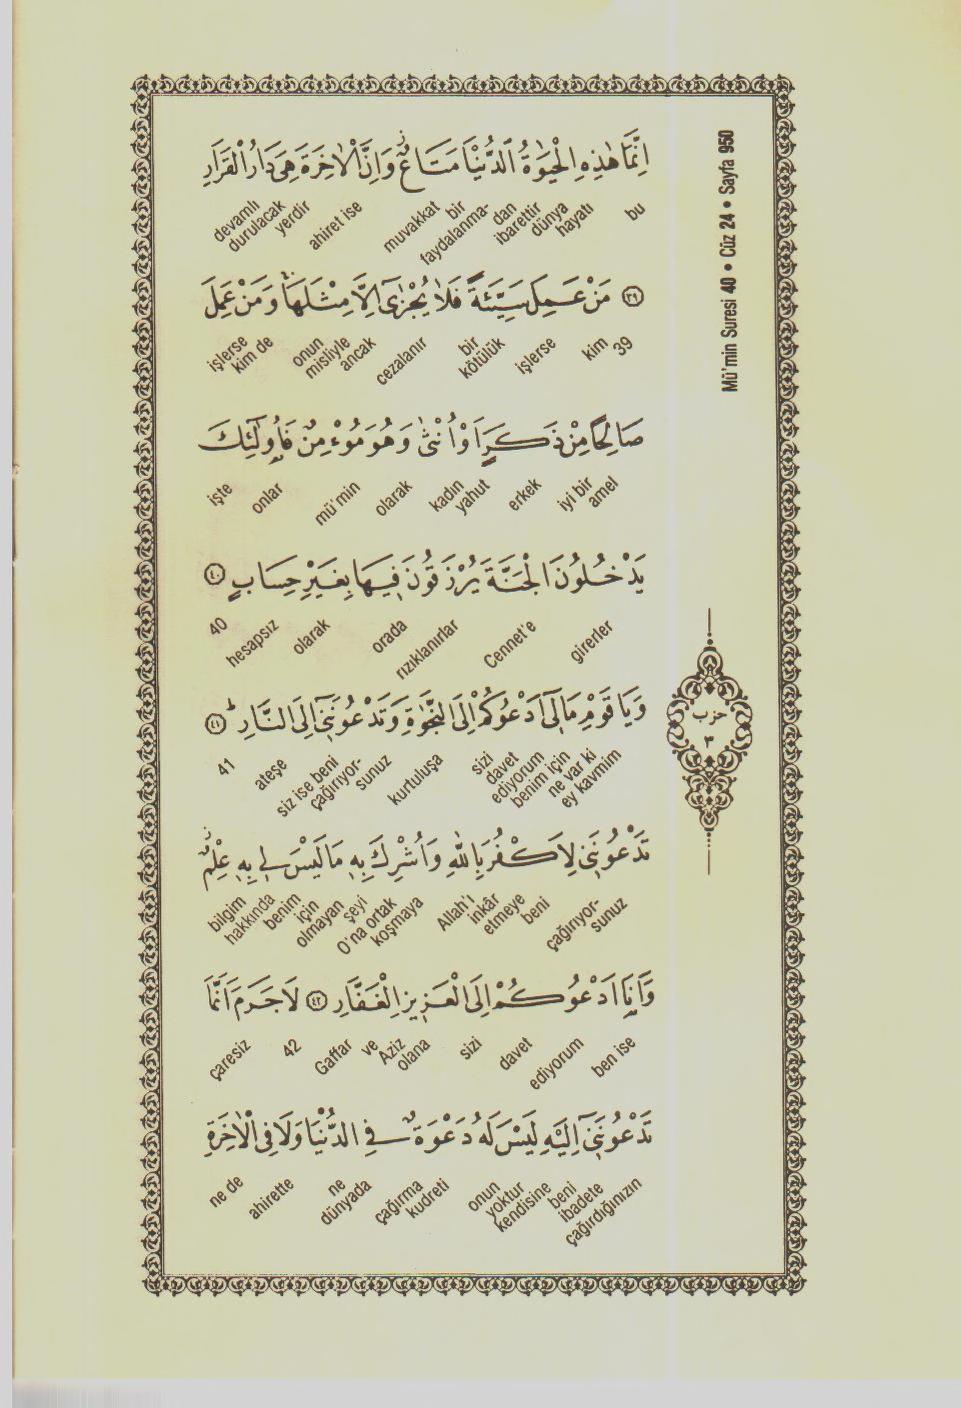 Mü'min Suresi 40 • Cüz 24 • Sayfa 950
اِنَّمَا هٰذِهِ الْحَيٰوةُ الدُّنْيَا مَتَاعٌ وَاِنَّ الْاٰخِرَةَ هِىَ دَارُ الْقَرَارِ
bu
dünya hayatı
dan ibarettir
bir faydalanma-
muvakkat
ahiret ise
devamlı durulacak yerdir
﴿٣٩﴾ مَنْ عَمِلَ سَيِّئَةً فَلَا يُجْزٰٓى اِلَّا مِثْلَهَا وَمَنْ عَمِلَ
39
kim
işlerse
bir kötülük
cezalanır
onun misliyle ancak
işlerse kim de
صَالِحًا مِنْ ذَكَرٍ اَوْ اُنْثٰى وَهُوَ مُؤْمِنٌ فَاُولٰٓئِكَ
iyi bir amel
erkek
kadın yahut
olarak
mü'min
onlar
işte
يَدْخُلُونَ الْجَنَّةَ يُرْزَقُونَ فِيهَا بِغَيْرِ حِسَابٍ ﴿٤٠﴾
girerler
Cennet'e
rızıklanırlar
orada
olarak
hesapsız
40
وَيَا قَوْمِ مَا لِٓى اَدْعُوكُمْ اِلَى النَّجٰوةِ وَتَدْعُونَنِٓى اِلَى النَّارِ ﴿٤١﴾
ne var ki ey kavmim
benim için
sizi davet ediyorum
kurtuluşa
siz ise beni çağırıyor-sunuz
ateşe
41
حزب
٣
تَدْعُونَنِى لِاَكْفُرَ بِاللّٰهِ وَاُشْرِكَ بِهِ مَا لَيْسَ لِى بِهِ عِلْمٌ
çağırıyor-sunuz
beni
Allah'ı inkâr etmeye
O'na ortak koşmaya
olmayan şeyi
benim için
bilgim hakkında
وَاَنَا۬ اَدْعُوكُمْ اِلَى الْعَزِيزِ الْغَفَّارِ ﴿٤٢﴾ لَا جَرَمَ اَنَّمَا
ben ise
ediyorum
davet
sizi
Aziz olana
ve
Gaffar
42
çaresiz
تَدْعُونَنِٓى اِلَيْهِ لَيْسَ لَهُ دَعْوَةٌ فِى الدُّنْيَا وَلَا فِى الْاٰخِرَةِ
beni ibadete çağırdığınızın
onun yoktur kendisine
çağırma kudreti
ne dünyada
ahirette
ne de